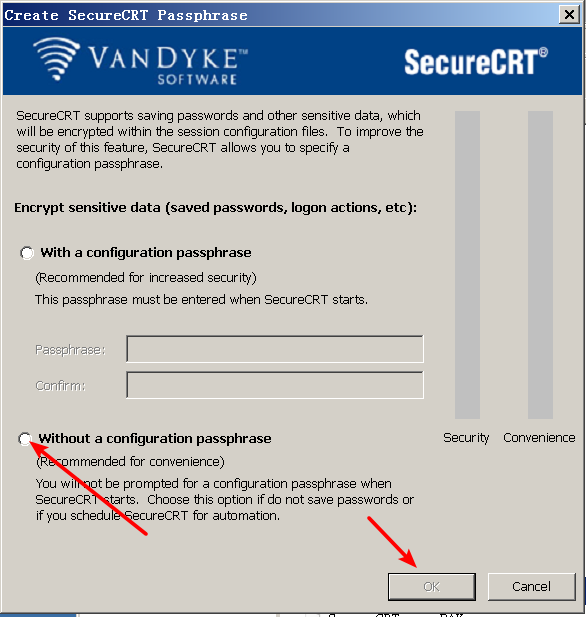 Create SecureCRT Passphrase
VANDYKE™
SOFTWARE
SecureCRT®
SecureCRT supports saving passwords and other sensitive data, which
will be encrypted within the session configuration files. To improve the
security of this feature, SecureCRT allows you to specify a
configuration passphrase.
Encrypt sensitive data (saved passwords, logon actions, etc):
With a configuration passphrase
(Recommended for increased security)
This passphrase must be entered when SecureCRT starts.
Passphrase:
Confirm:
Without a configuration passphrase
(Recommended for convenience)
You will not be prompted for a configuration passphrase when
SecureCRT starts. Choose this option if do not save passwords or
if you schedule SecureCRT for automation.
Security
Convenience
OK
Cancel